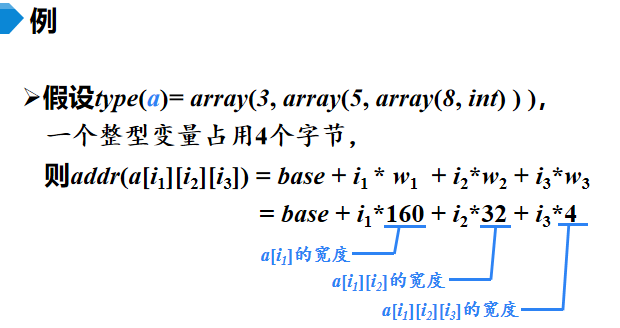 例
➢假设type(a)= array(3, array(5, array(8, int) ) ),
一个整型变量占用4个字节，
则addr(a[i₁][i₂][i₃]) = base + i₁ * w₁ + i₂*w₂ + i₃*w₃
= base + i₁*160 + i₂*32 + i₃*4
a[i₁]的宽度
a[i₁][i₂]的宽度
a[i₁][i₂][i₃]的宽度